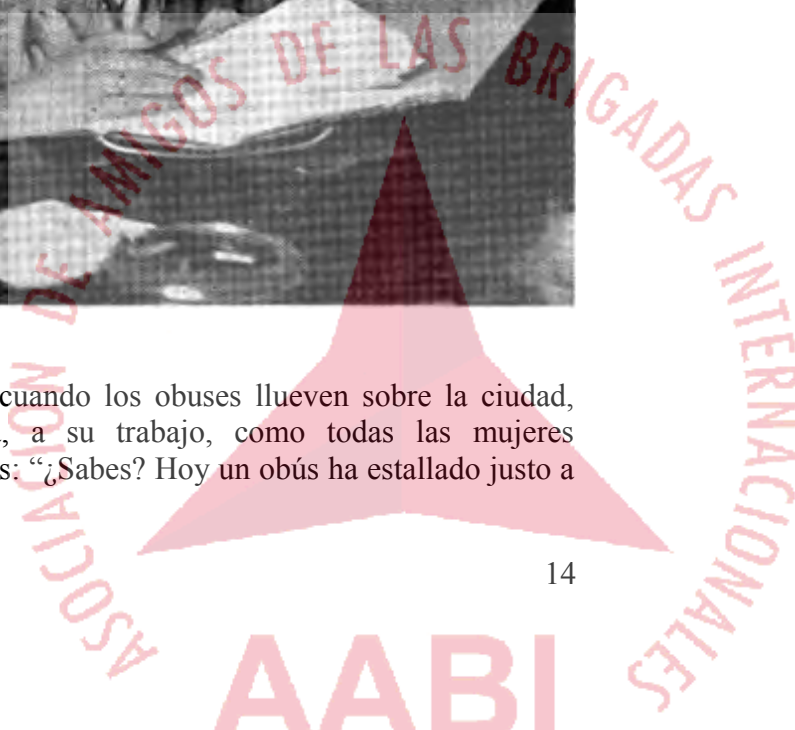 ASOCIACIÓN DE AMIGOS DE LAS BRIGADAS INTERNACIONALES
cuando los obuses llueven sobre la ciudad,
, a su trabajo, como todas las mujeres
s: “¿Sabes? Hoy un obús ha estallado justo a
14
AABI